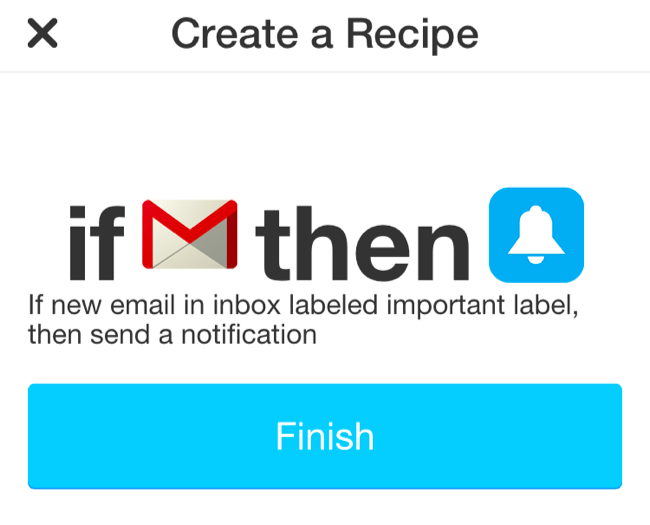 Create a Recipe
if then
If new email in inbox labeled important label,
then send a notification
Finish